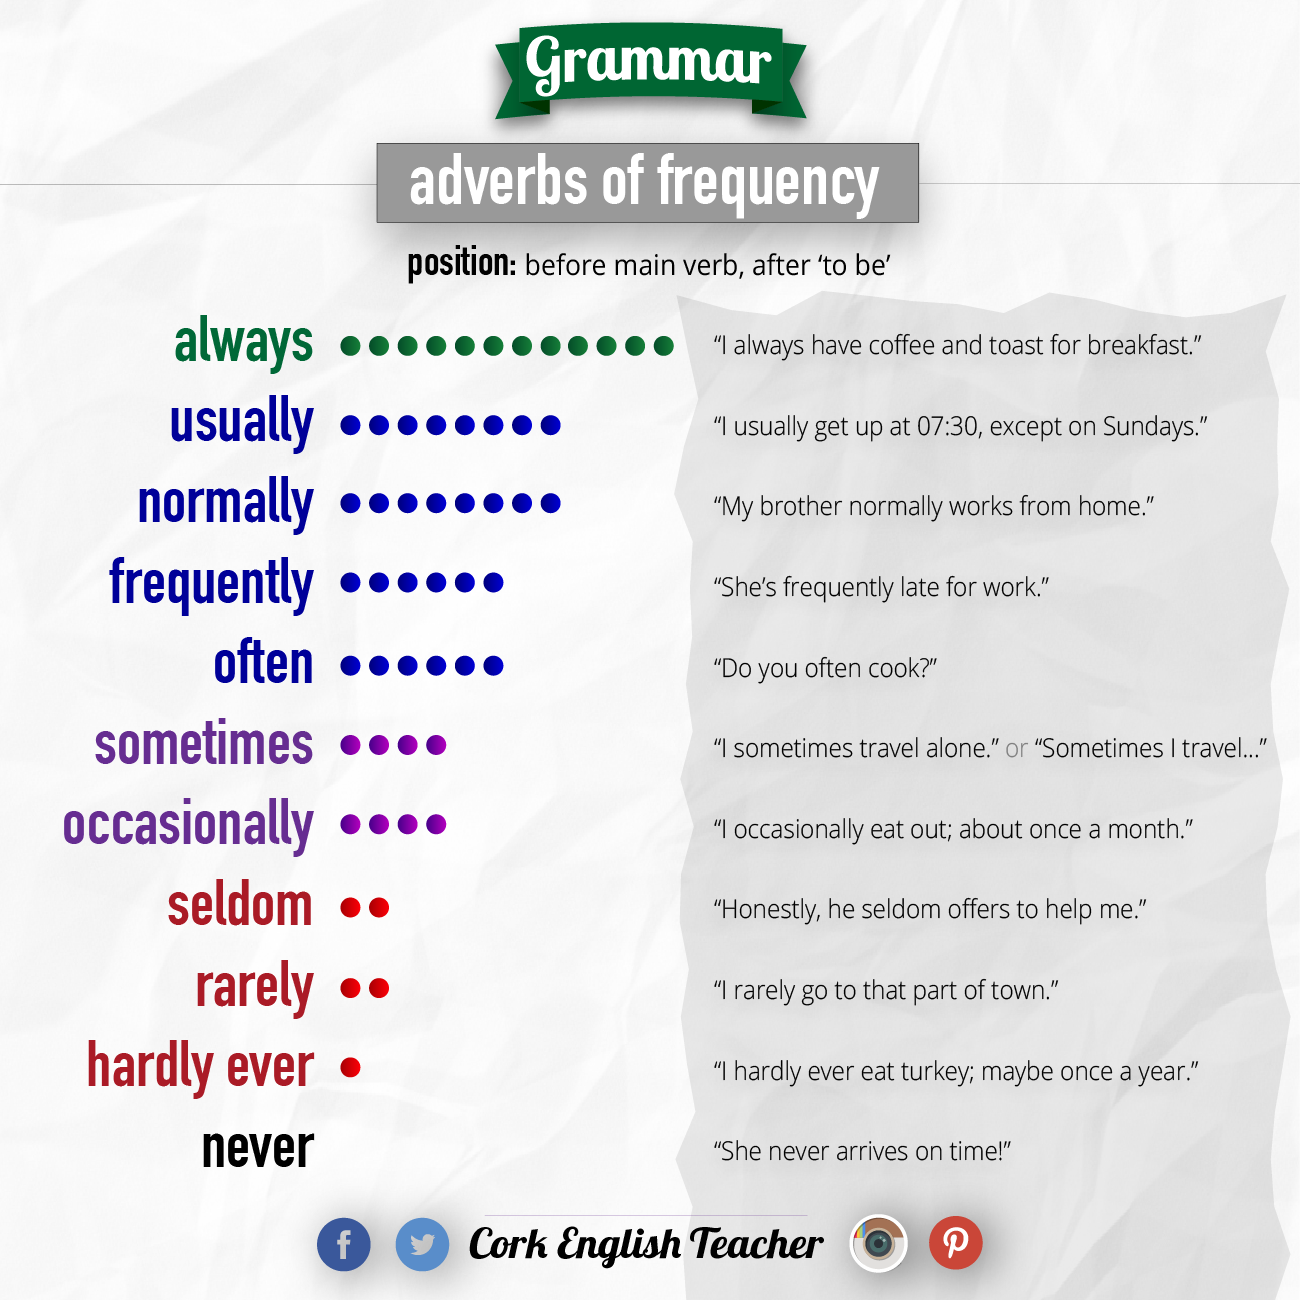 Grammar
adverbs of frequency
position: before main verb, after ‘to be’
always “I always have coffee and toast for breakfast.”
usually “I usually get up at 07:30, except on Sundays.”
normally “My brother normally works from home.”
frequently “She’s frequently late for work.”
often “Do you often cook?”
sometimes “I sometimes travel alone.” or “Sometimes I travel...”
occasionally “I occasionally eat out; about once a month.”
seldom “Honestly, he seldom offers to help me.”
rarely “I rarely go to that part of town.”
hardly ever “I hardly ever eat turkey; maybe once a year.”
never “She never arrives on time!”
Cork English Teacher